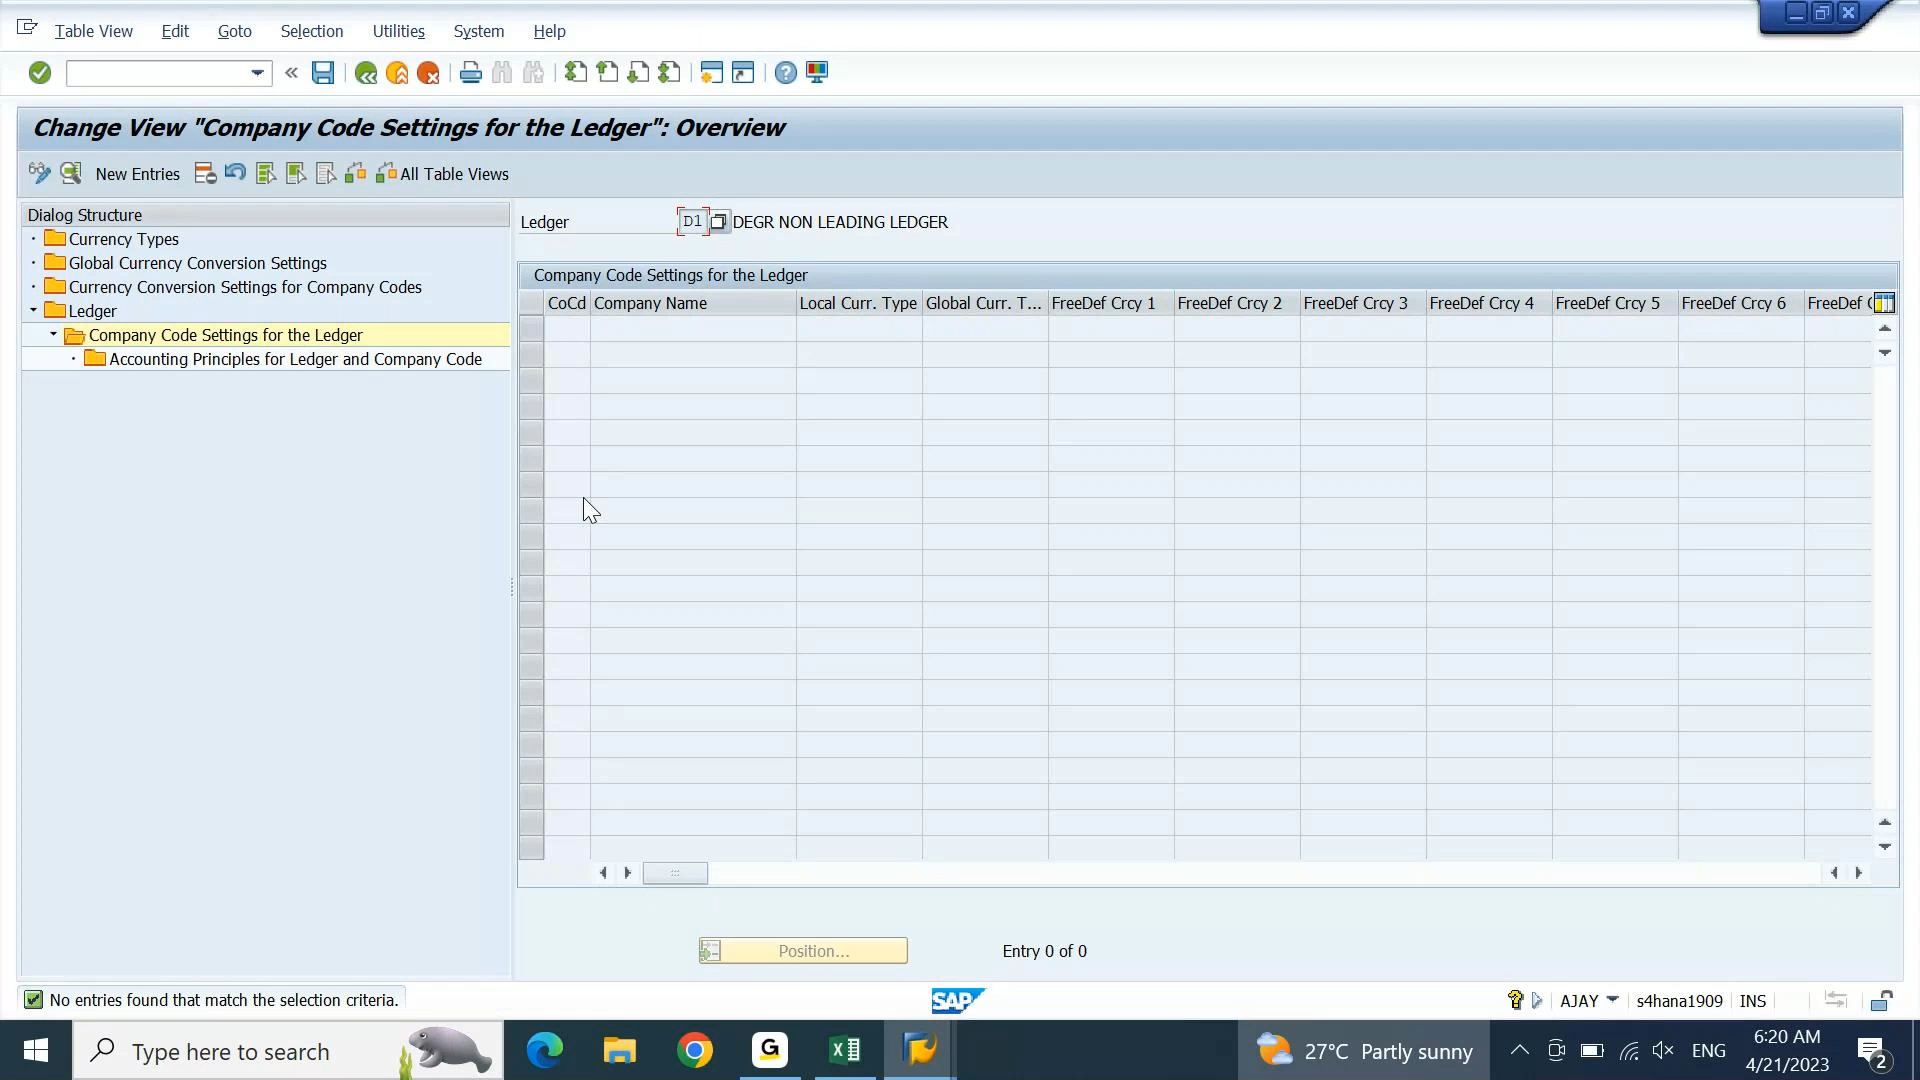 Table View Edit Goto Selection Utilities System Help
Change View "Company Code Settings for the Ledger": Overview
New Entries All Table Views
Dialog Structure
Currency Types
Global Currency Conversion Settings
Currency Conversion Settings for Company Codes
Ledger
Company Code Settings for the Ledger
Accounting Principles for Ledger and Company Code
Ledger D1 DEGR NON LEADING LEDGER
Company Code Settings for the Ledger
CoCd Company Name Local Curr. Type Global Curr. T... FreeDef Crcy 1 FreeDef Crcy 2 FreeDef Crcy 3 FreeDef Crcy 4 FreeDef Crcy 5 FreeDef Crcy 6 FreeDef
Position... Entry 0 of 0
No entries found that match the selection criteria. SAP AJAY s4hana1909 INS
Type here to search G 27°C Partly sunny ENG 6:20 AM
4/21/2023 2